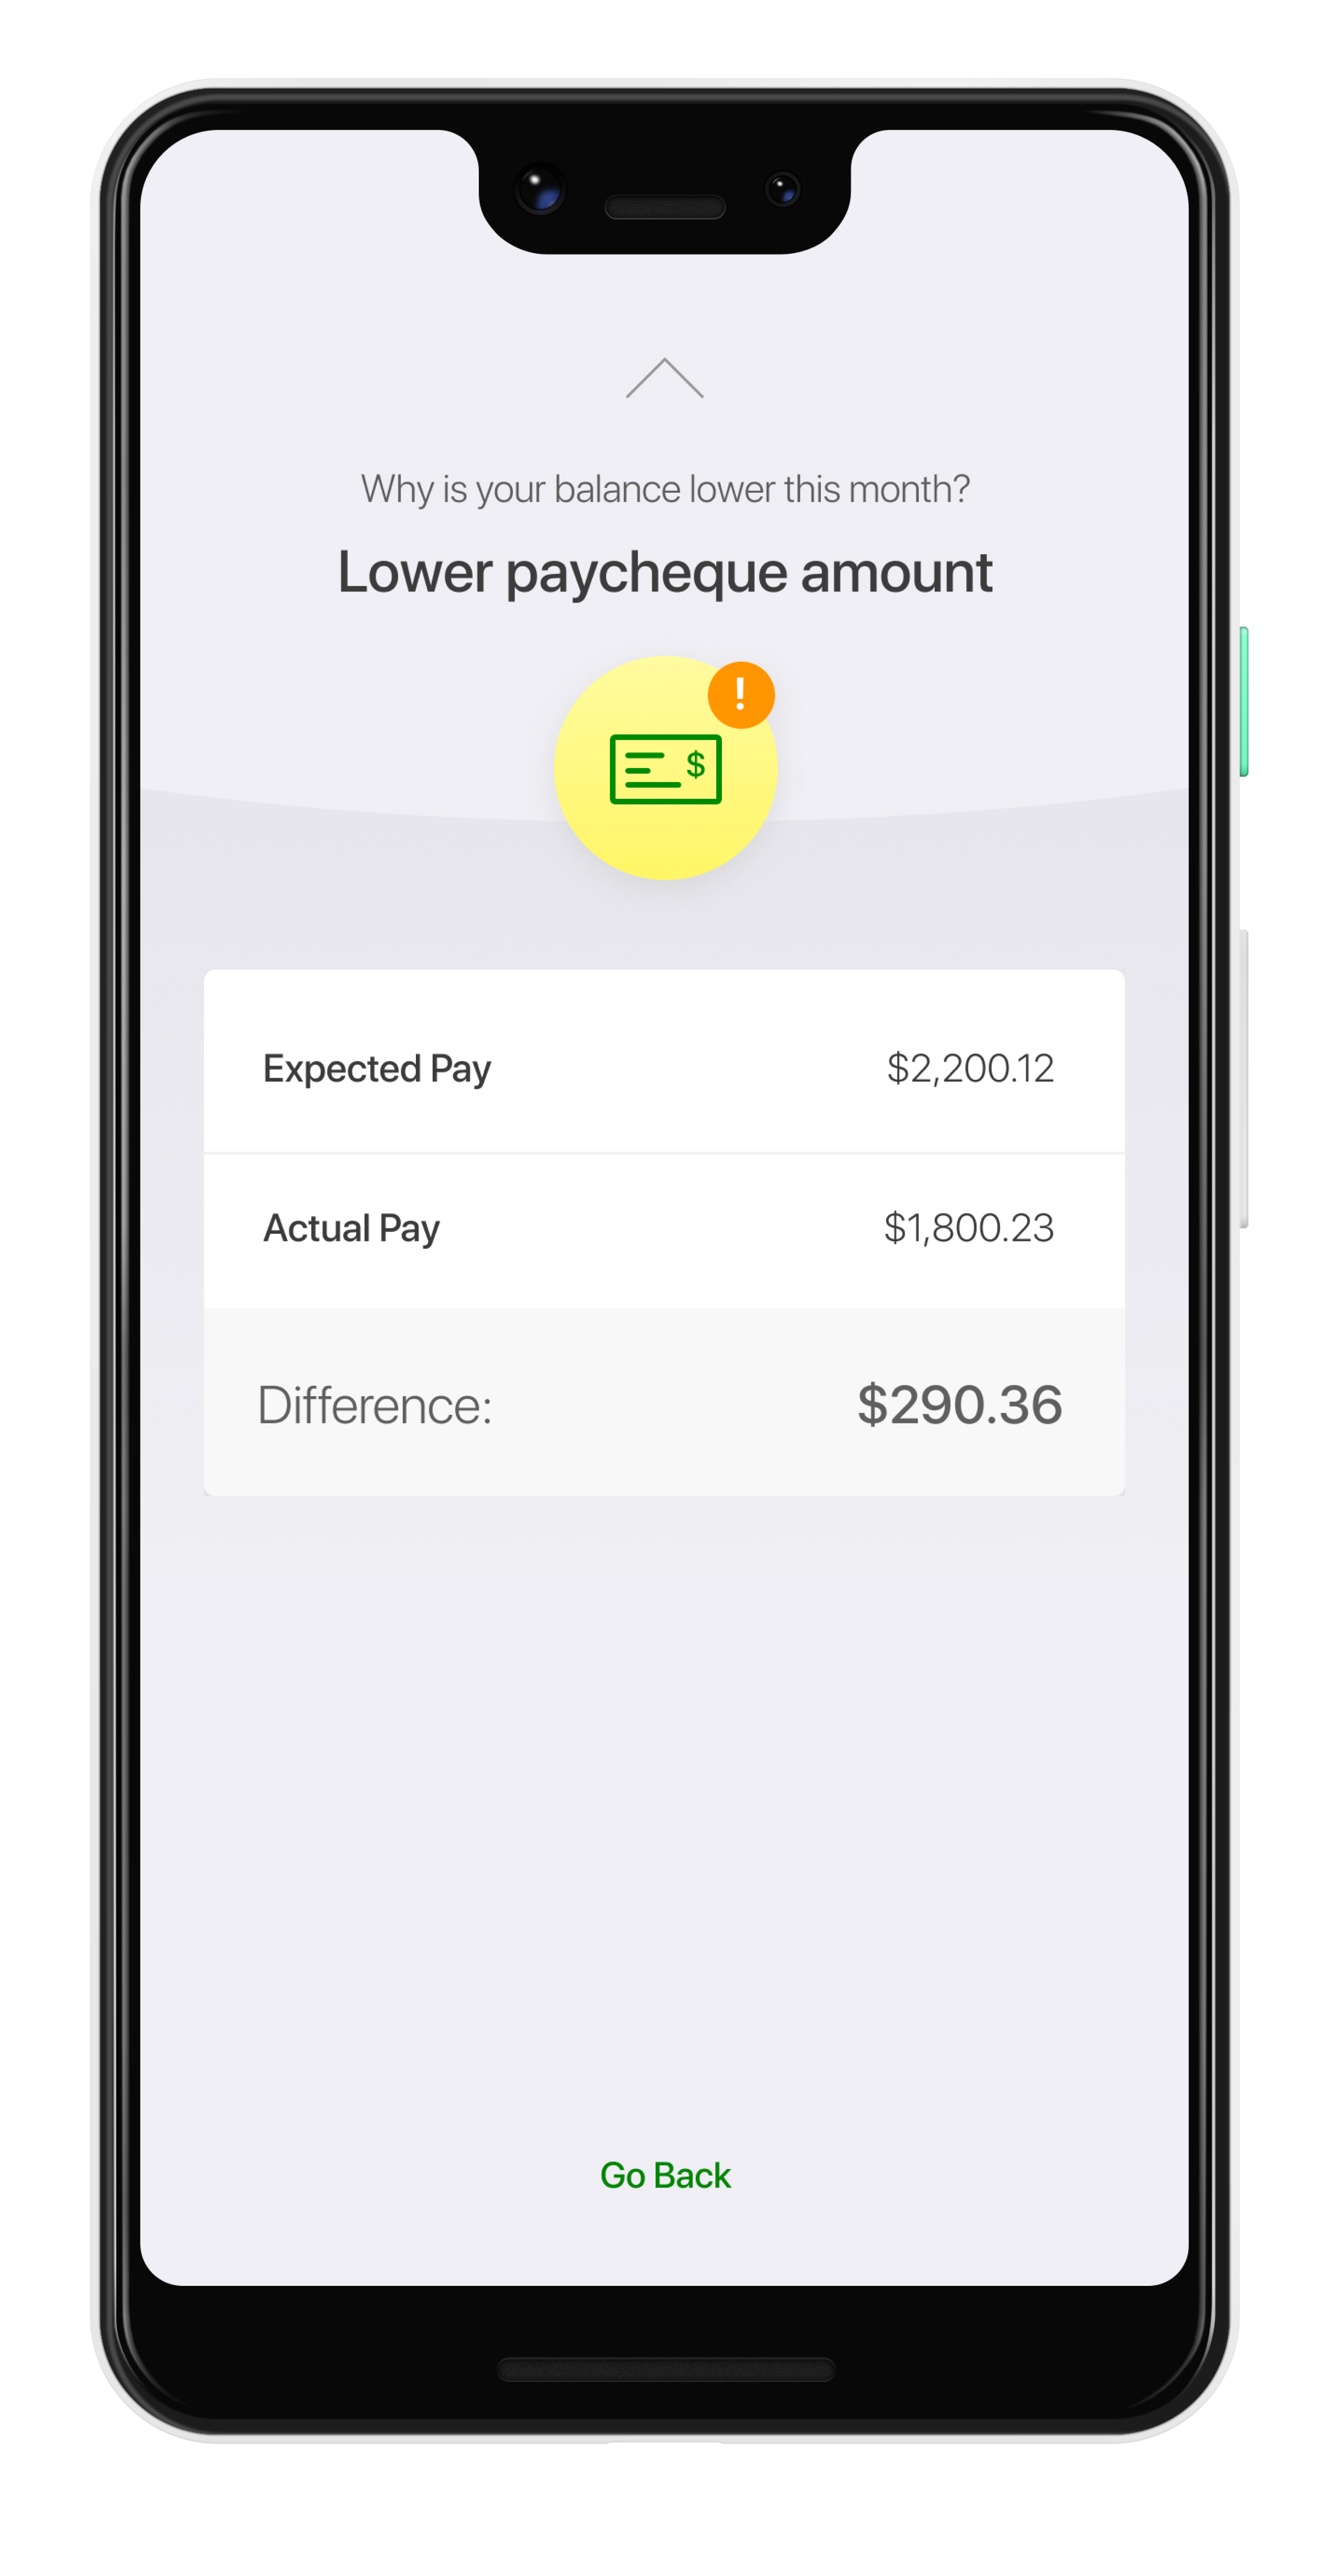 Why is your balance lower this month?
Lower paycheque amount
!
$
Expected Pay $2,200.12
Actual Pay $1,800.23
Difference: $290.36
Go Back